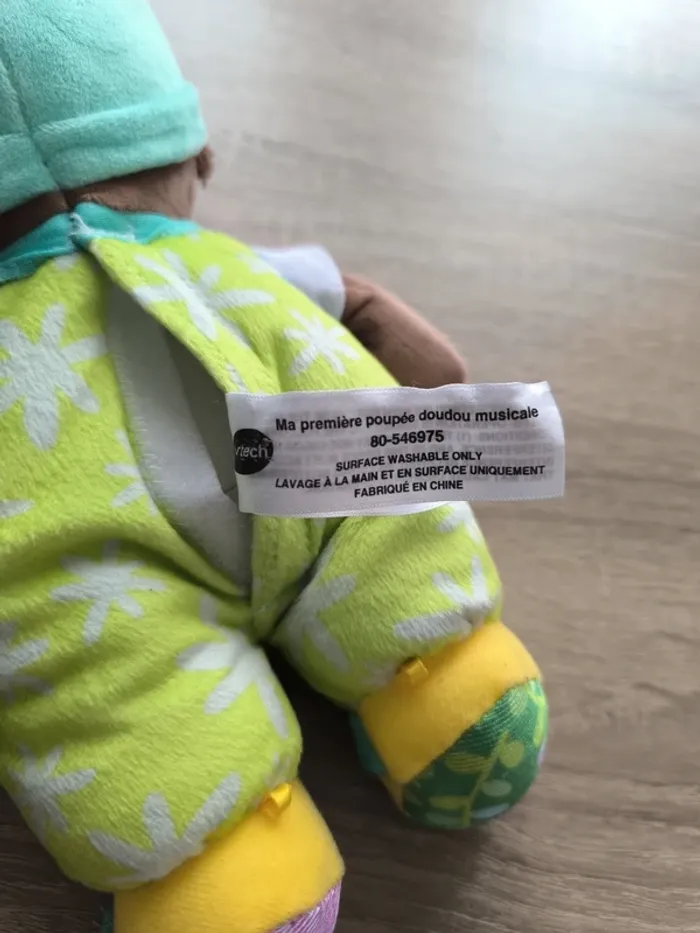 Ma première poupée doudou musicale
80-546975
vtech
SURFACE WASHABLE ONLY
LAVAGE À LA MAIN ET EN SURFACE UNIQUEMENT
FABRIQUÉ EN CHINE